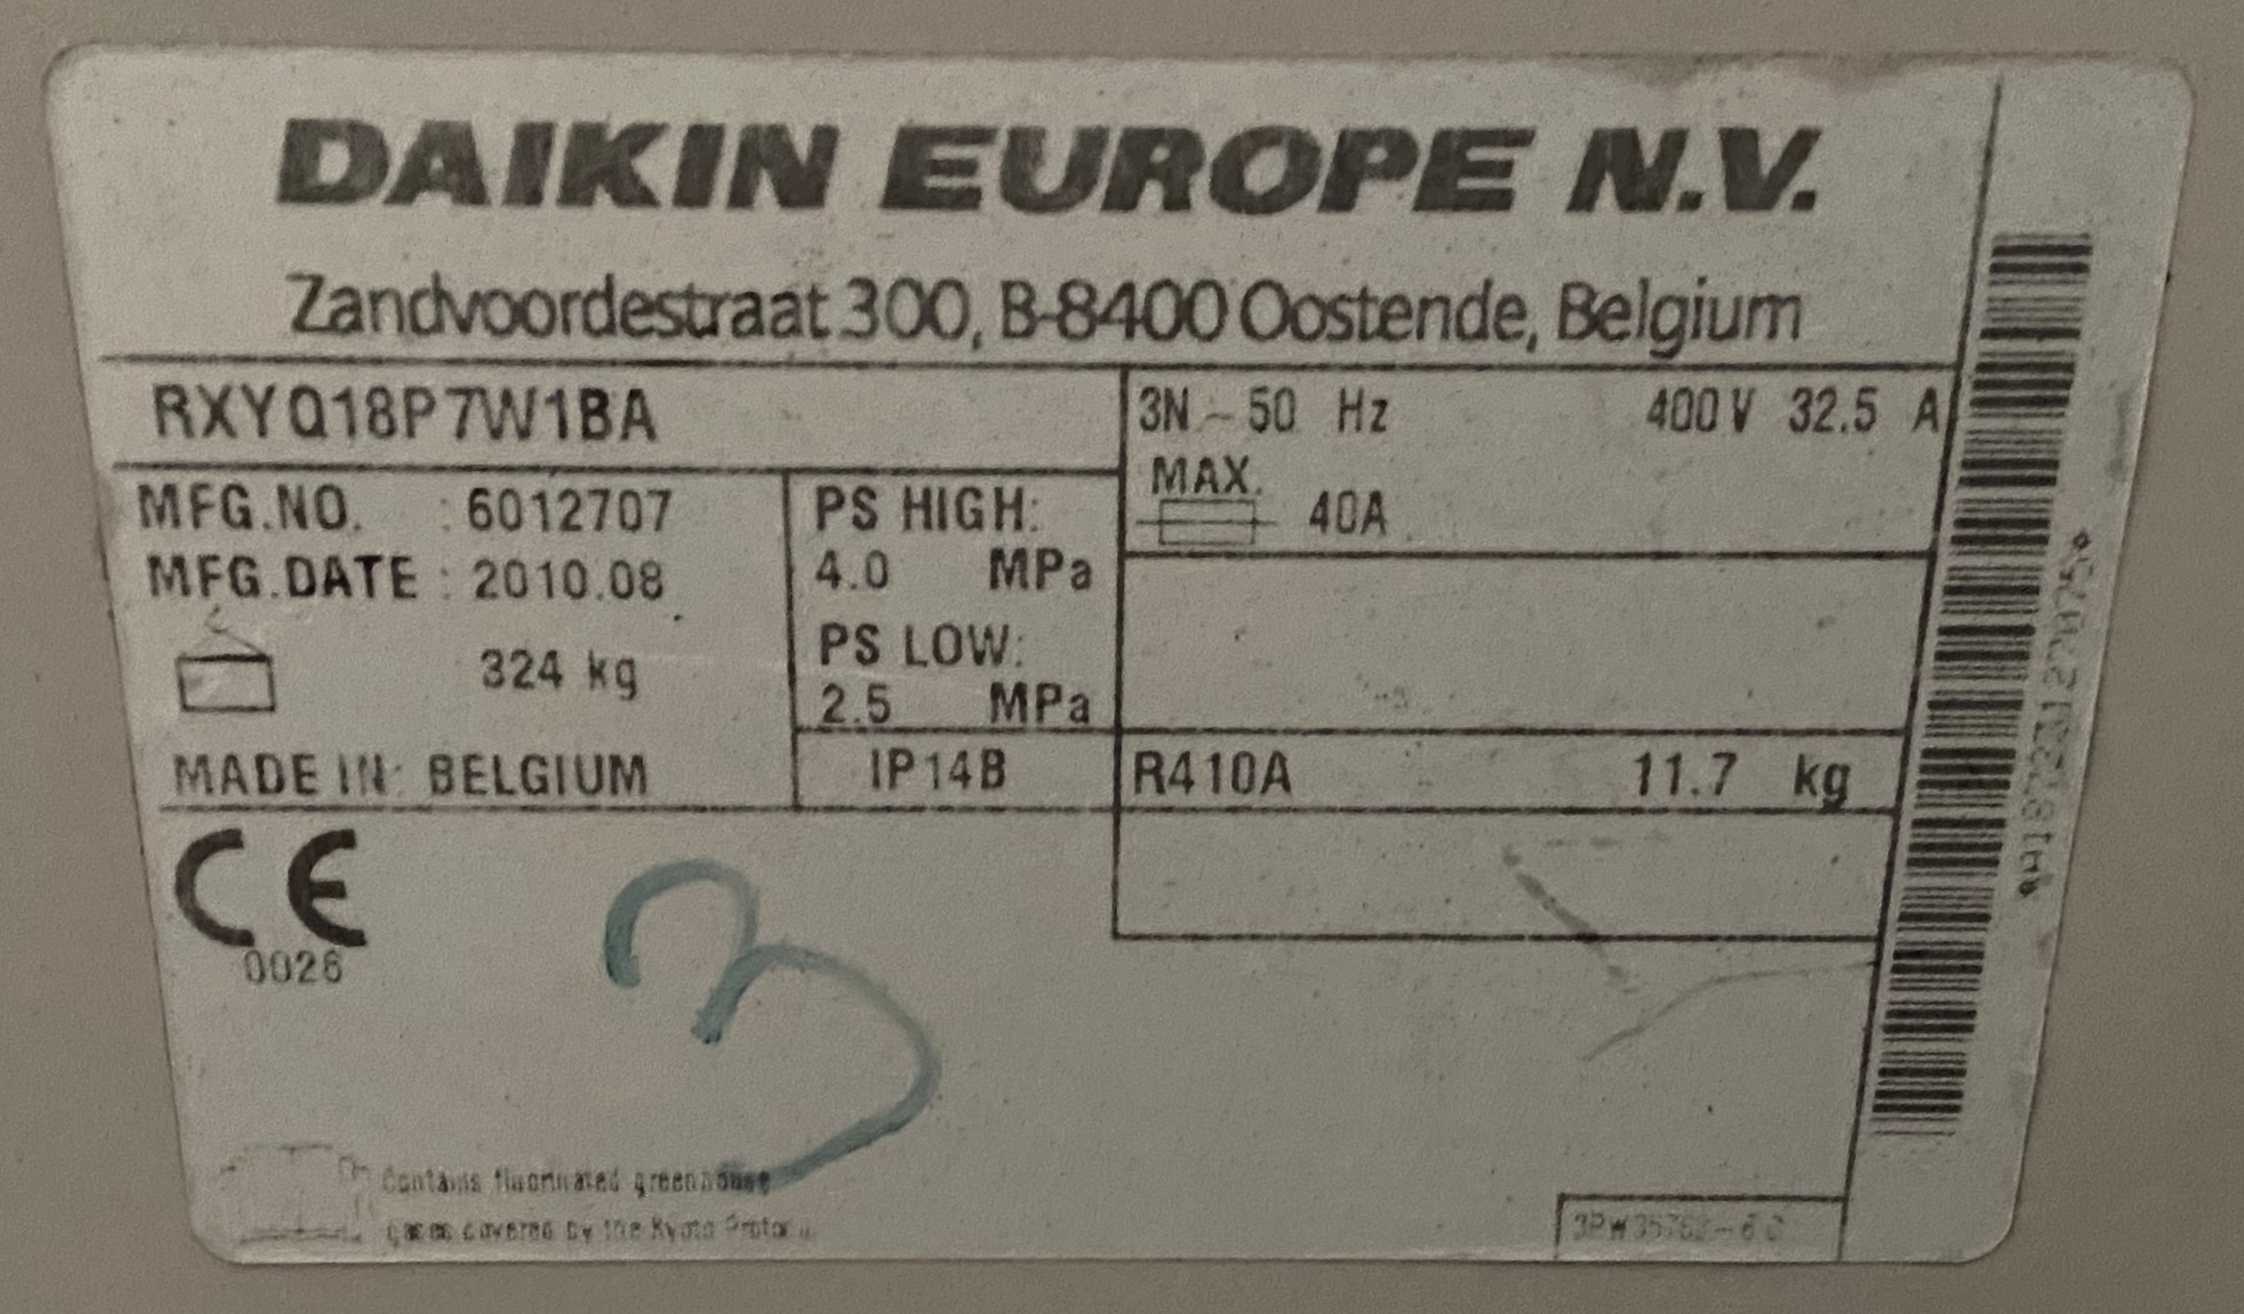 DAIKIN EUROPE N.V.
Zandvoordestraat 300, B-8400 Oostende, Belgium
RXYQ18P7W1BA
3N ~ 50 Hz 400V 32.5 A
MAX. 40A
MFG.NO. : 6012707
MFG.DATE : 2010.08
324 kg
MADE IN: BELGIUM
PS HIGH:
4.0 MPa
PS LOW:
2.5 MPa
IP14B
R410A 11.7 kg
CE
0026
3
Contains fluorinated greenhouse
gases covered by the Kyoto Protocol